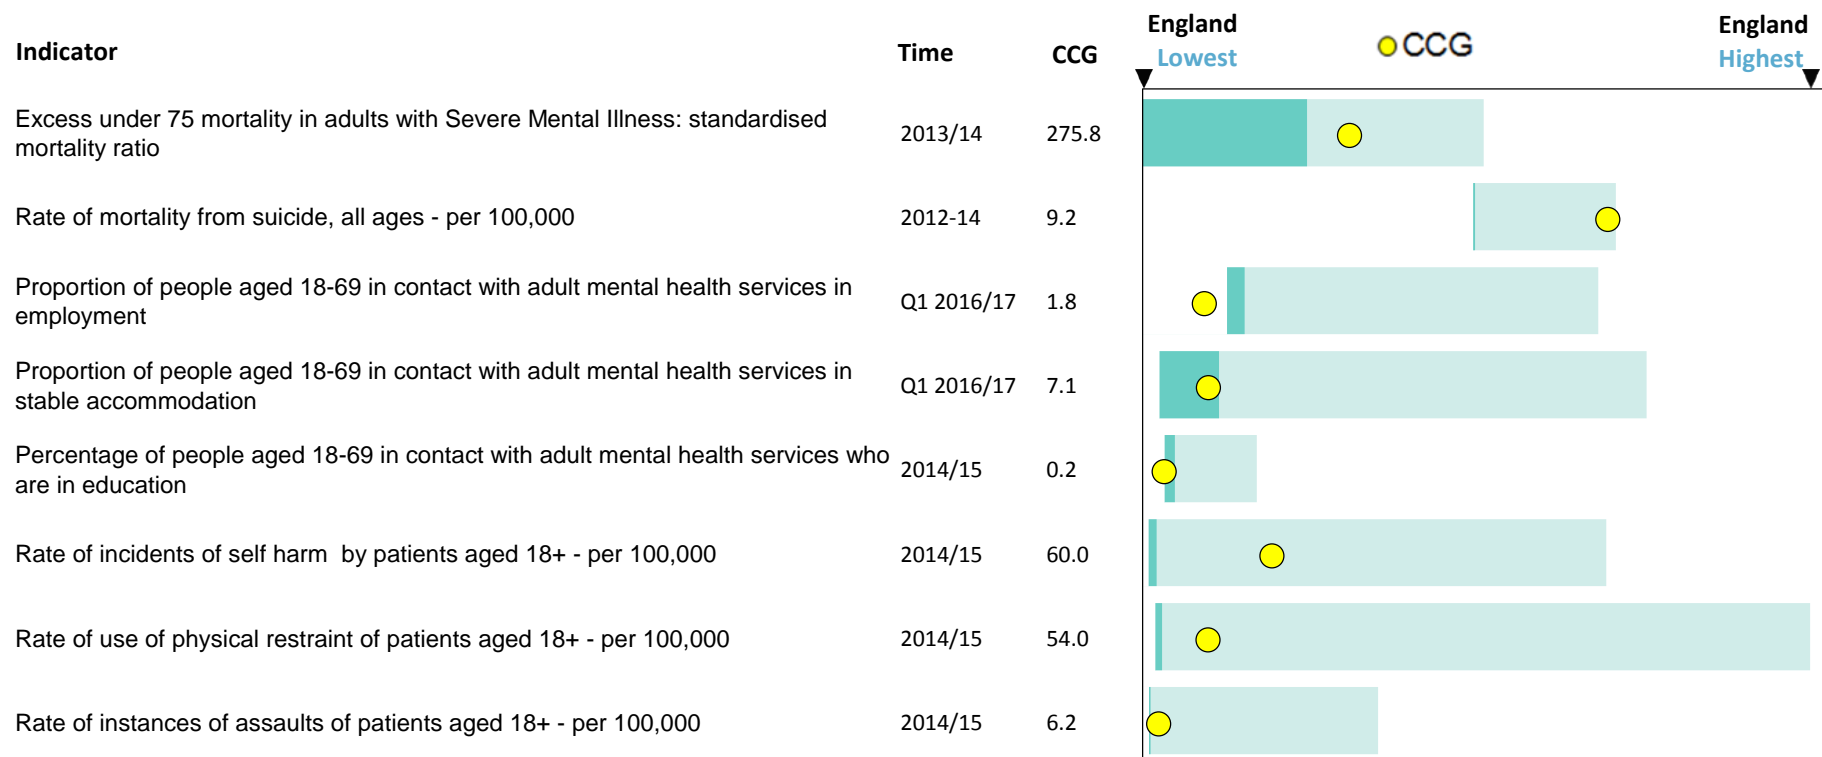 Indicator Time CCG England Lowest CCG England Highest
Excess under 75 mortality in adults with Severe Mental Illness: standardised
mortality ratio
2013/14 275.8
Rate of mortality from suicide, all ages - per 100,000 2012-14 9.2
Proportion of people aged 18-69 in contact with adult mental health services in
employment
Q1 2016/17 1.8
Proportion of people aged 18-69 in contact with adult mental health services in
stable accommodation
Q1 2016/17 7.1
Percentage of people aged 18-69 in contact with adult mental health services who
are in education
2014/15 0.2
Rate of incidents of self harm  by patients aged 18+ - per 100,000 2014/15 60.0
Rate of use of physical restraint of patients aged 18+ - per 100,000 2014/15 54.0
Rate of instances of assaults of patients aged 18+ - per 100,000 2014/15 6.2